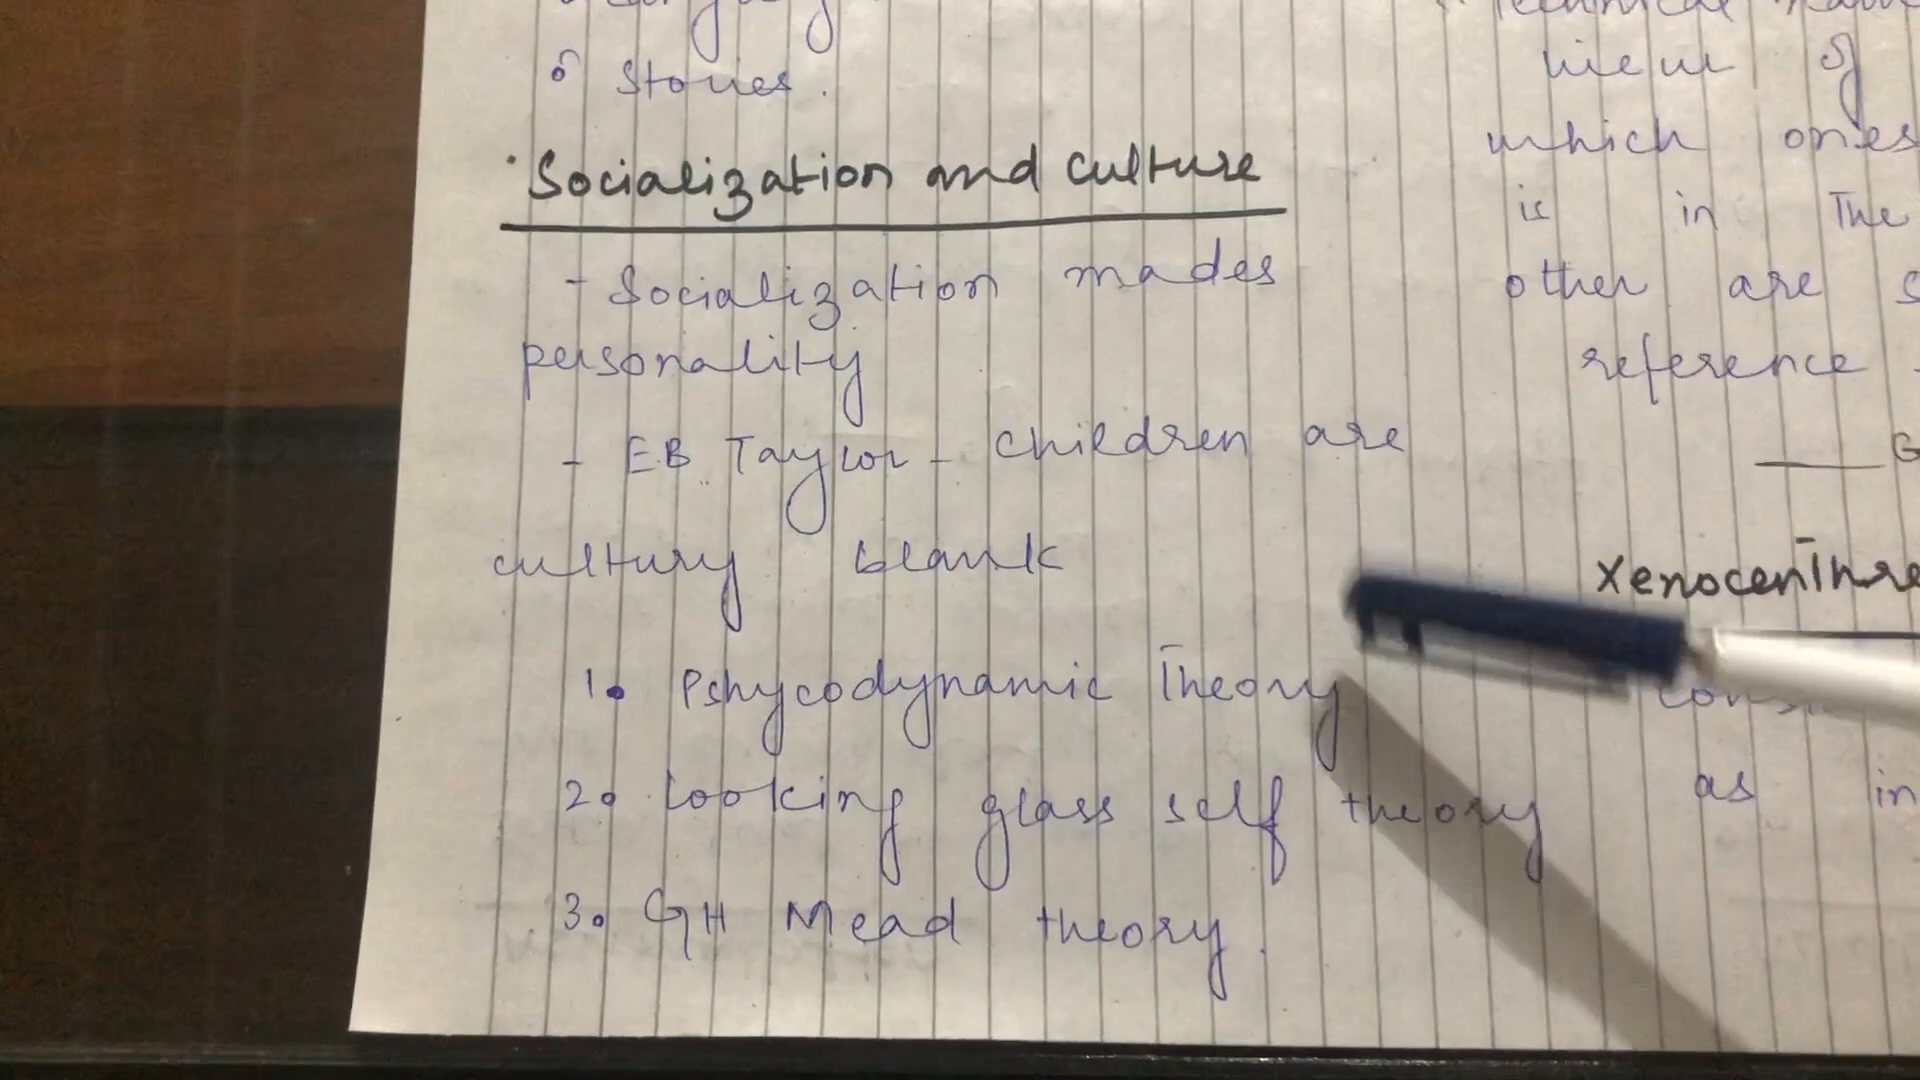 Stories.
Socialization and culture
- Socialization mades
personality
- E.B Taylor - children are
cultury blank
1. Pshycodynamic Theory
2. Looking glass self theory
3. GH Mead theory.
Technical
view of
which ones
is in The
other are
reference
G
Xenocenthre
as in